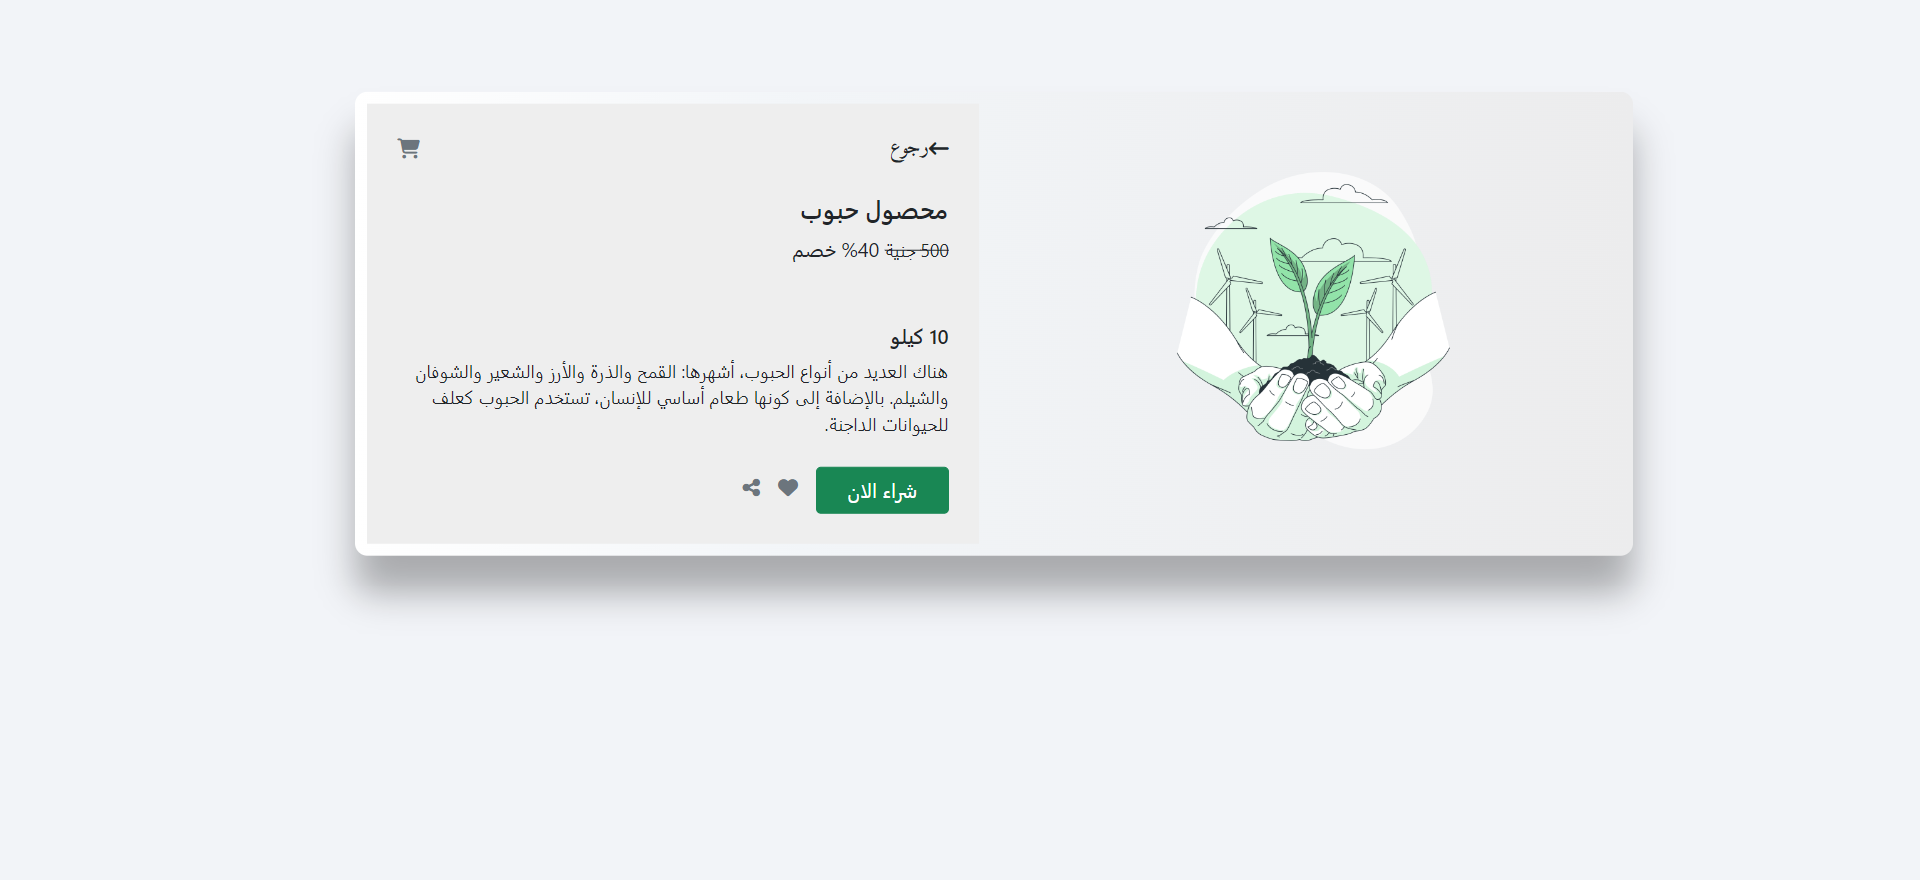 رجوع
محصول حبوب
500 جنية 40% خصم
10 كيلو
هناك العديد من أنواع الحبوب، أشهرها: القمح والذرة والأرز والشعير والشوفان
والشيلم. بالإضافة إلى كونها طعام أساسي للإنسان، تستخدم الحبوب كعلف
للحيوانات الداجنة.
شراء الان